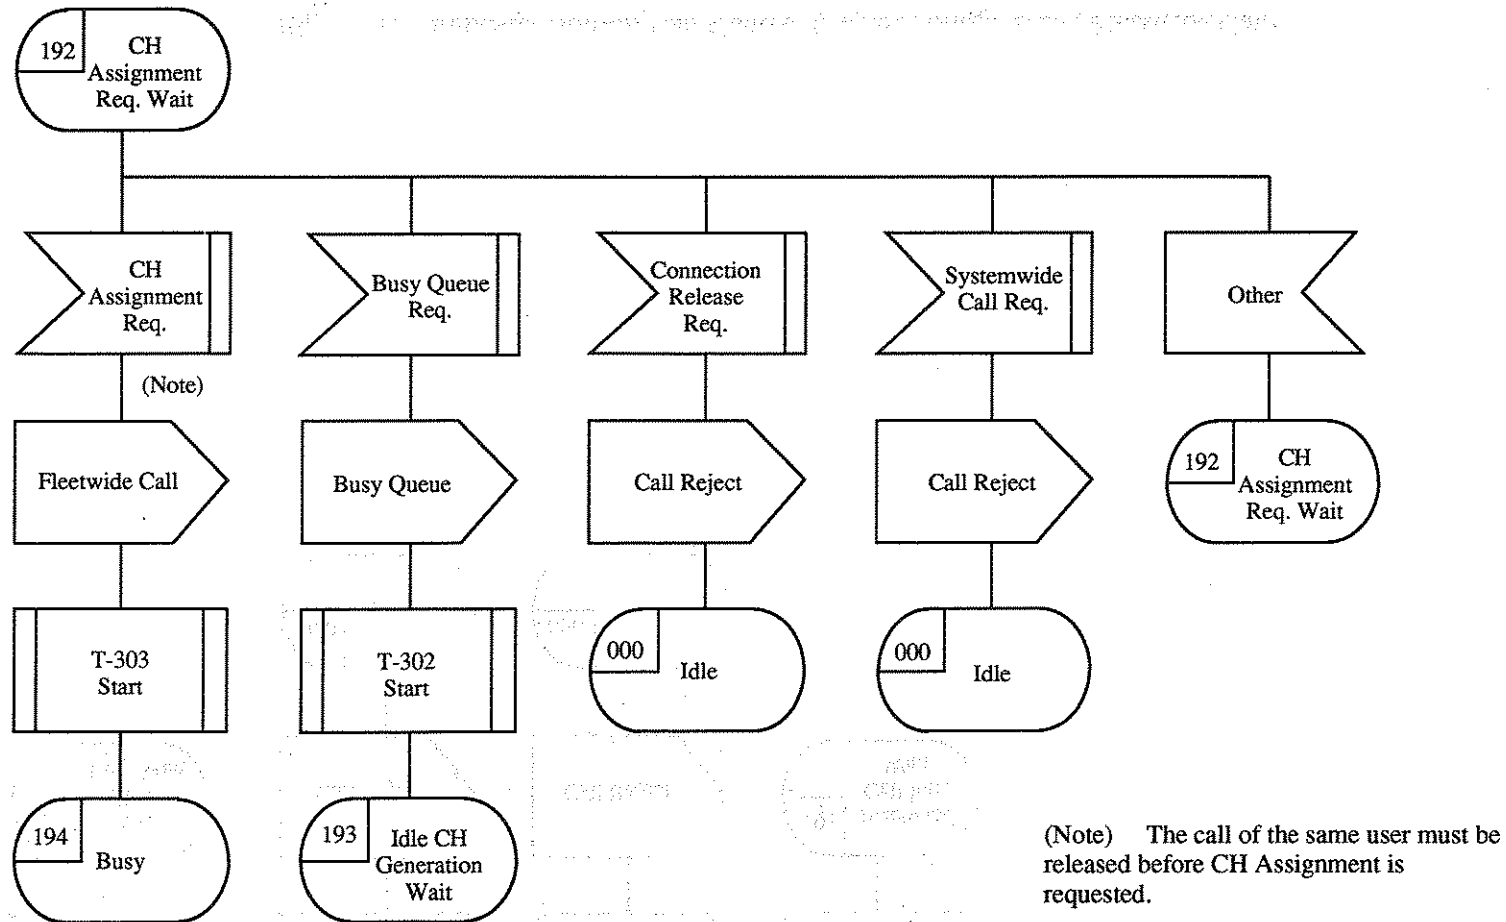 192
CH
Assignment
Req. Wait
CH
Assignment
Req.
Busy Queue
Req.
Connection
Release
Req.
Systemwide
Call Req.
Other
(Note)
Fleetwide Call
Busy Queue
Call Reject
Call Reject
192
CH
Assignment
Req. Wait
T-303
Start
T-302
Start
000
Idle
000
Idle
194
Busy
193
Idle CH
Generation
Wait
(Note) The call of the same user must be
released before CH Assignment is
requested.